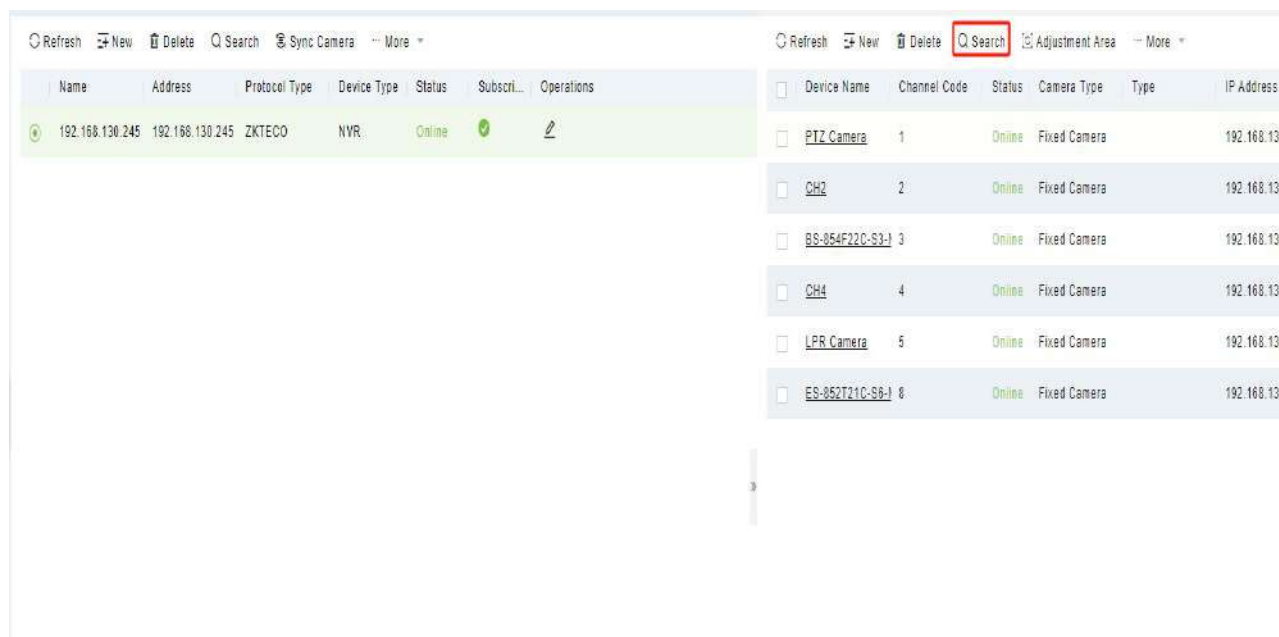 Refresh New Delete Search Sync Camera ··· More
Name Address Protocol Type Device Type Status Subscri... Operations
192.168.130.245 192.168.130.245 ZKTECO NVR Online
Refresh New Delete Search Adjustment Area ··· More
Device Name Channel Code Status Camera Type Type IP Address
PTZ Camera 1 Online Fixed Camera 192.168.13
CH2 2 Online Fixed Camera 192.168.13
BS-854F22C-S3- 3 Online Fixed Camera 192.168.13
CH4 4 Online Fixed Camera 192.168.13
LPR Camera 5 Online Fixed Camera 192.168.13
ES-852T21C-S6- 8 Online Fixed Camera 192.168.13